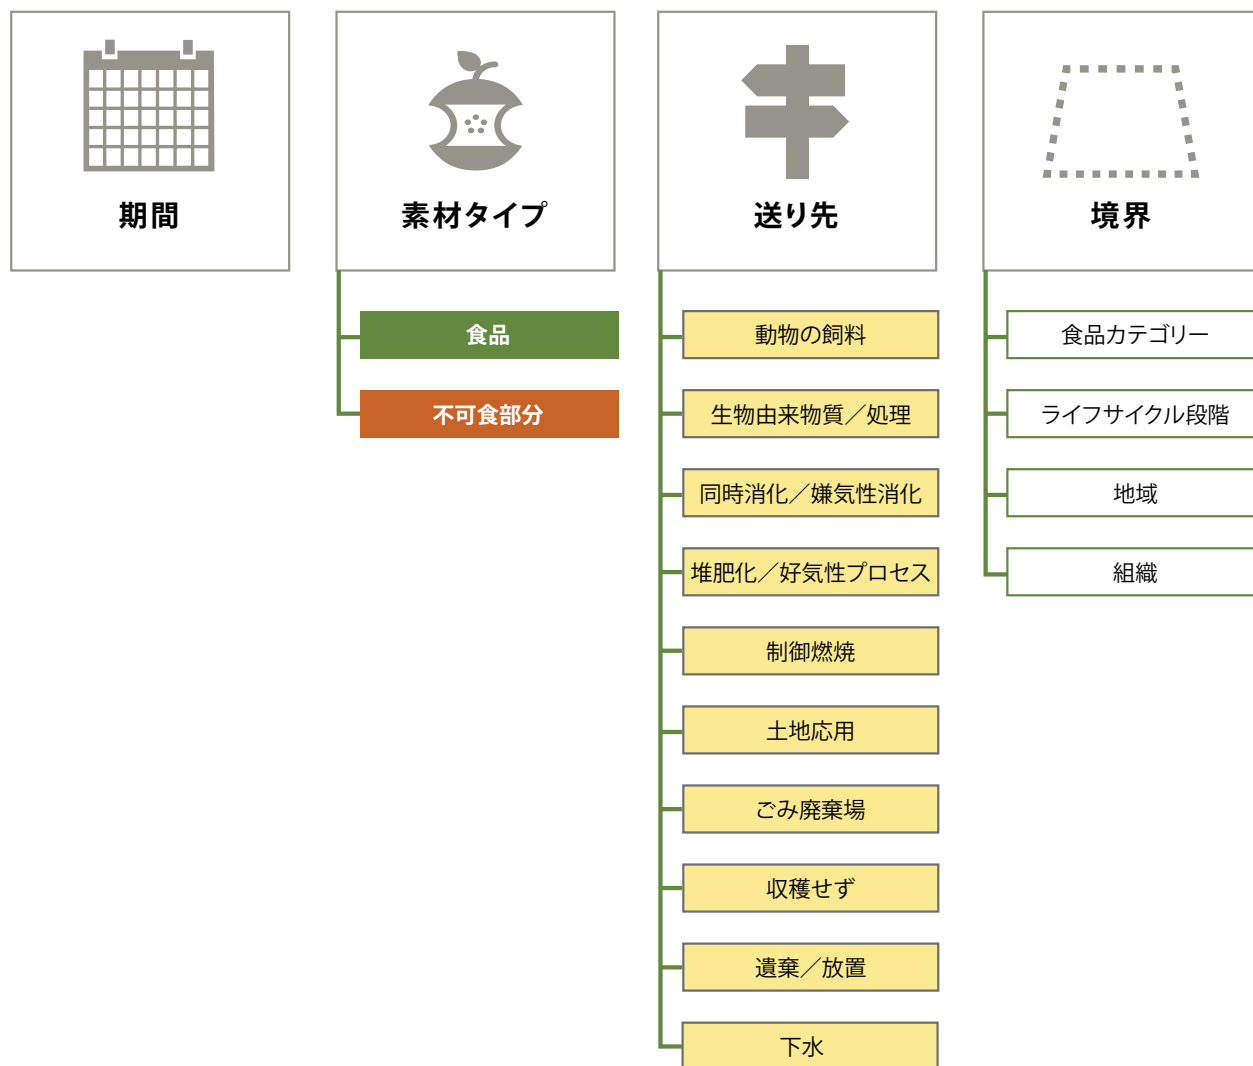 期間
素材タイプ
食品
不可食部分
送り先
動物の飼料
生物由来物質／処理
同時消化／嫌気性消化
堆肥化／好気性プロセス
制御燃焼
土地応用
ごみ廃棄場
収穫せず
遺棄／放置
下水
境界
食品カテゴリー
ライフサイクル段階
地域
組織